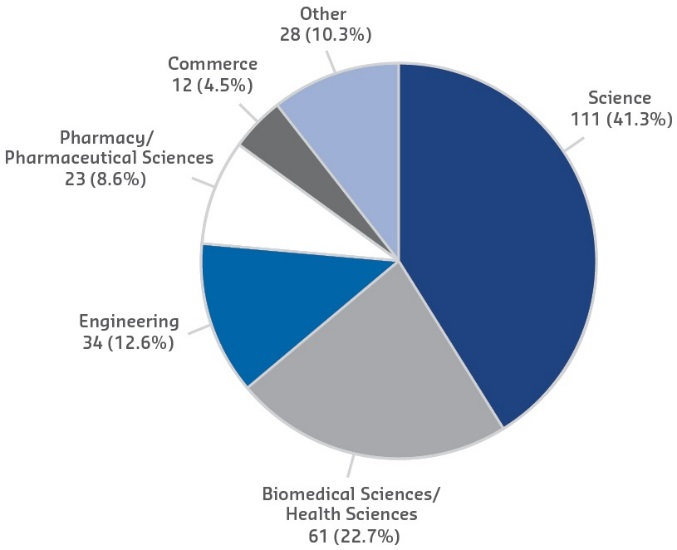 Other
28 (10.3%)
Commerce
12 (4.5%)
Science
111 (41.3%)
Pharmacy/
Pharmaceutical Sciences
23 (8.6%)
Engineering
34 (12.6%)
Biomedical Sciences/
Health Sciences
61 (22.7%)